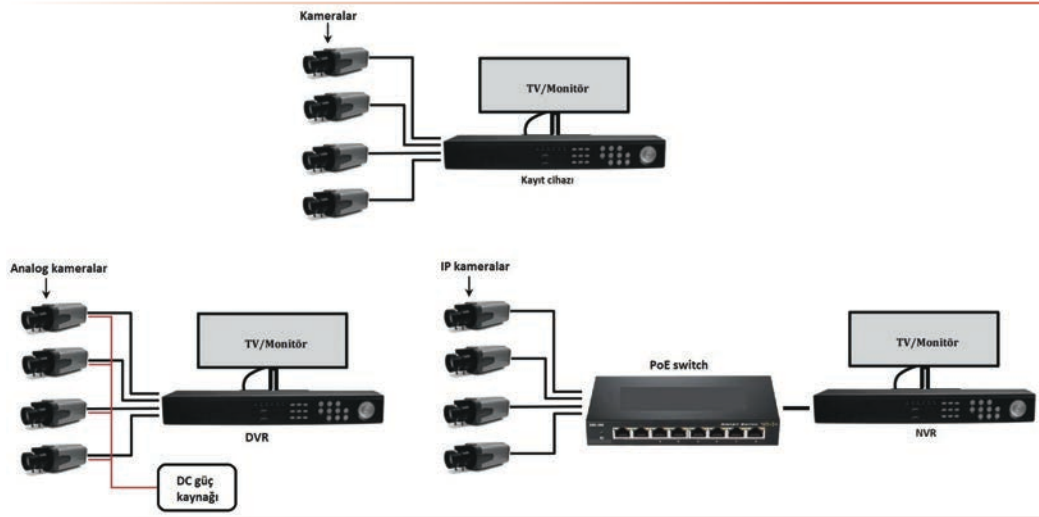 Kameralar
TV/Monitör
Kayıt cihazı
Analog kameralar
TV/Monitör
DVR
DC güç
kaynağı
IP kameralar
PoE switch
TV/Monitör
NVR